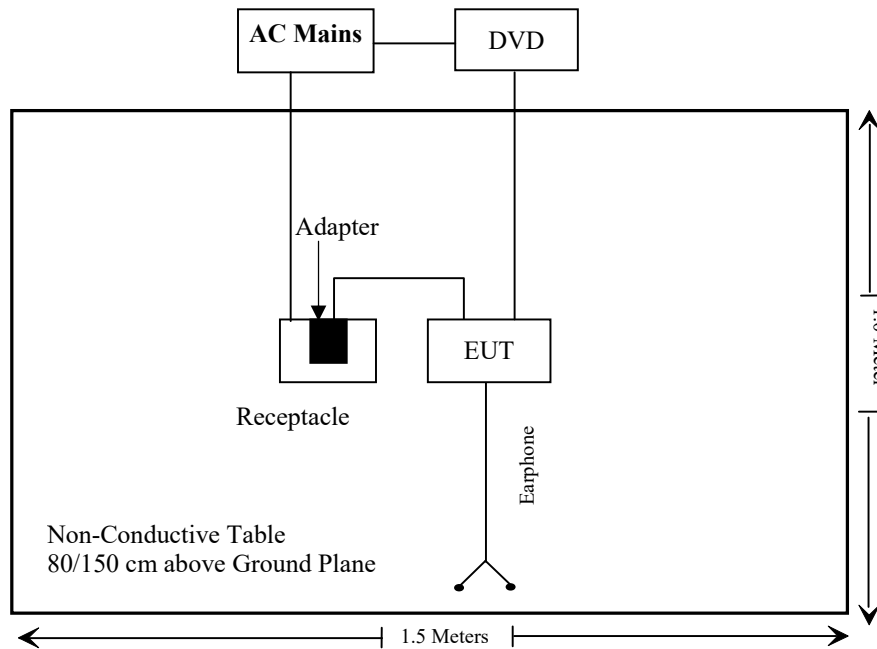 AC Mains
DVD
Adapter
EUT
Receptacle
Earphone
Non-Conductive Table
80/150 cm above Ground Plane
1.5 Meters